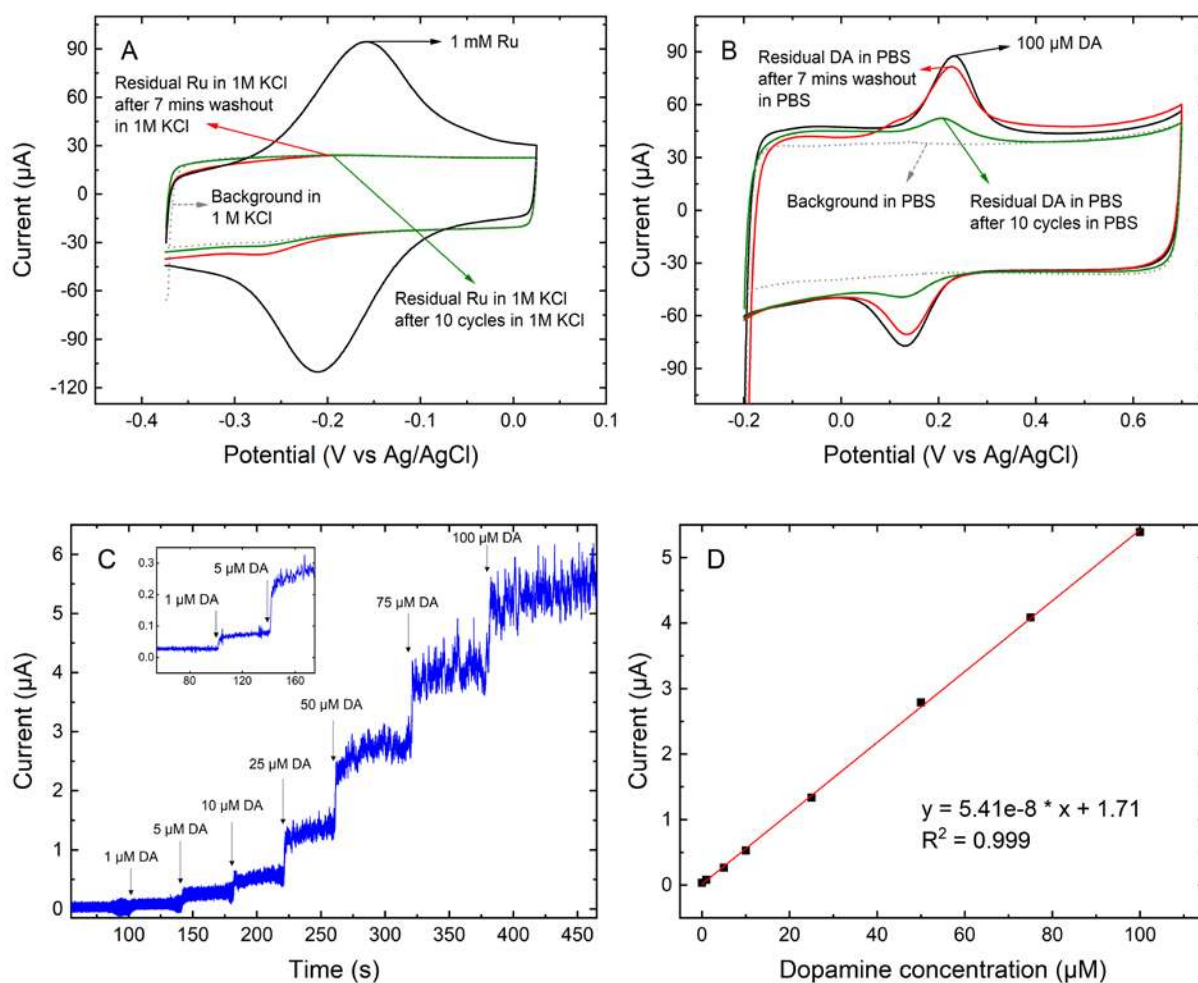 A
1 mM Ru
Residual Ru in 1M KCl
after 7 mins washout
in 1M KCl
Background in
1 M KCl
Residual Ru in 1M KCl
after 10 cycles in 1M KCl
90
60
30
0
-30
-60
-90
-120
Current (µA)
-0.4
-0.3
-0.2
-0.1
0.0
0.1
Potential (V vs Ag/AgCl)
B
100 µM DA
Residual DA in PBS
after 7 mins washout
in PBS
Background in PBS
Residual DA in PBS
after 10 cycles in PBS
90
60
30
0
-30
-60
-90
Current (µA)
-0.2
0.0
0.2
0.4
0.6
Potential (V vs Ag/AgCl)
C
0.3
0.2
0.1
0.0
80
120
160
1 µM DA
5 µM DA
1 µM DA
5 µM DA
10 µM DA
25 µM DA
50 µM DA
75 µM DA
100 µM DA
6
5
4
3
2
1
0
Current (µA)
100
150
200
250
300
350
400
450
Time (s)
D
y = 5.41e-8 * x + 1.71
R² = 0.999
5
4
3
2
1
0
Current (µA)
0
20
40
60
80
100
Dopamine concentration (µM)